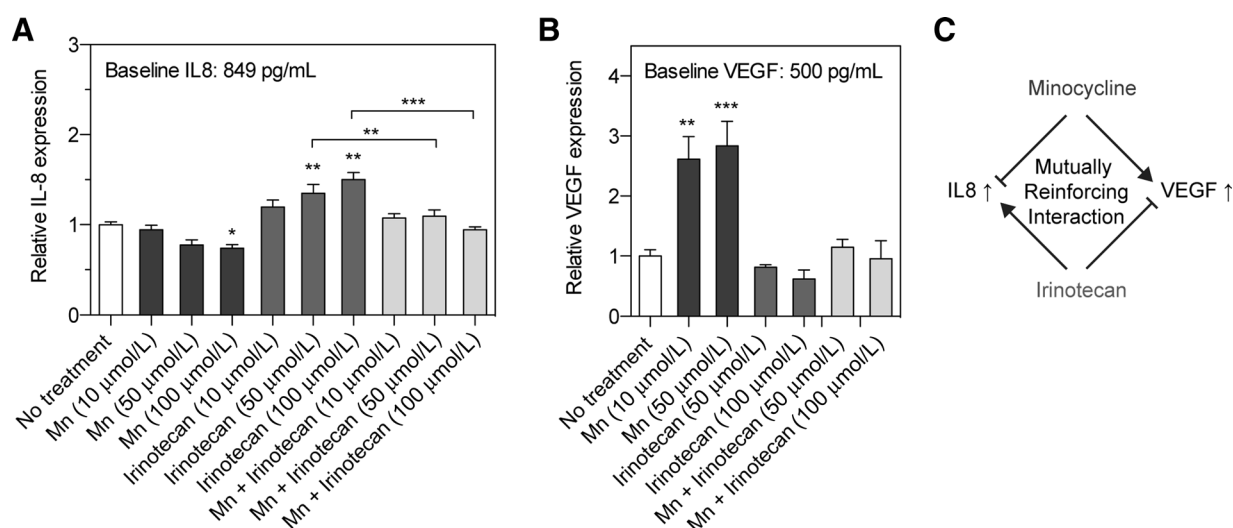 A
Relative IL-8 expression
3
2
1
0
Baseline IL8: 849 pg/mL
***
**
** **
*
No treatment
Mn (10 µmol/L)
Mn (50 µmol/L)
Mn (100 µmol/L)
Irinotecan (10 µmol/L)
Irinotecan (50 µmol/L)
Irinotecan (100 µmol/L)
Mn + Irinotecan (10 µmol/L)
Mn + Irinotecan (50 µmol/L)
Mn + Irinotecan (100 µmol/L)
B
Relative VEGF expression
4
3
2
1
0
Baseline VEGF: 500 pg/mL
**
***
No treatment
Mn (10 µmol/L)
Mn (50 µmol/L)
Irinotecan (50 µmol/L)
Irinotecan (100 µmol/L)
Mn + Irinotecan (50 µmol/L)
Mn + Irinotecan (100 µmol/L)
C
Minocycline
IL8 ↑
Mutually
Reinforcing
Interaction
VEGF ↑
Irinotecan